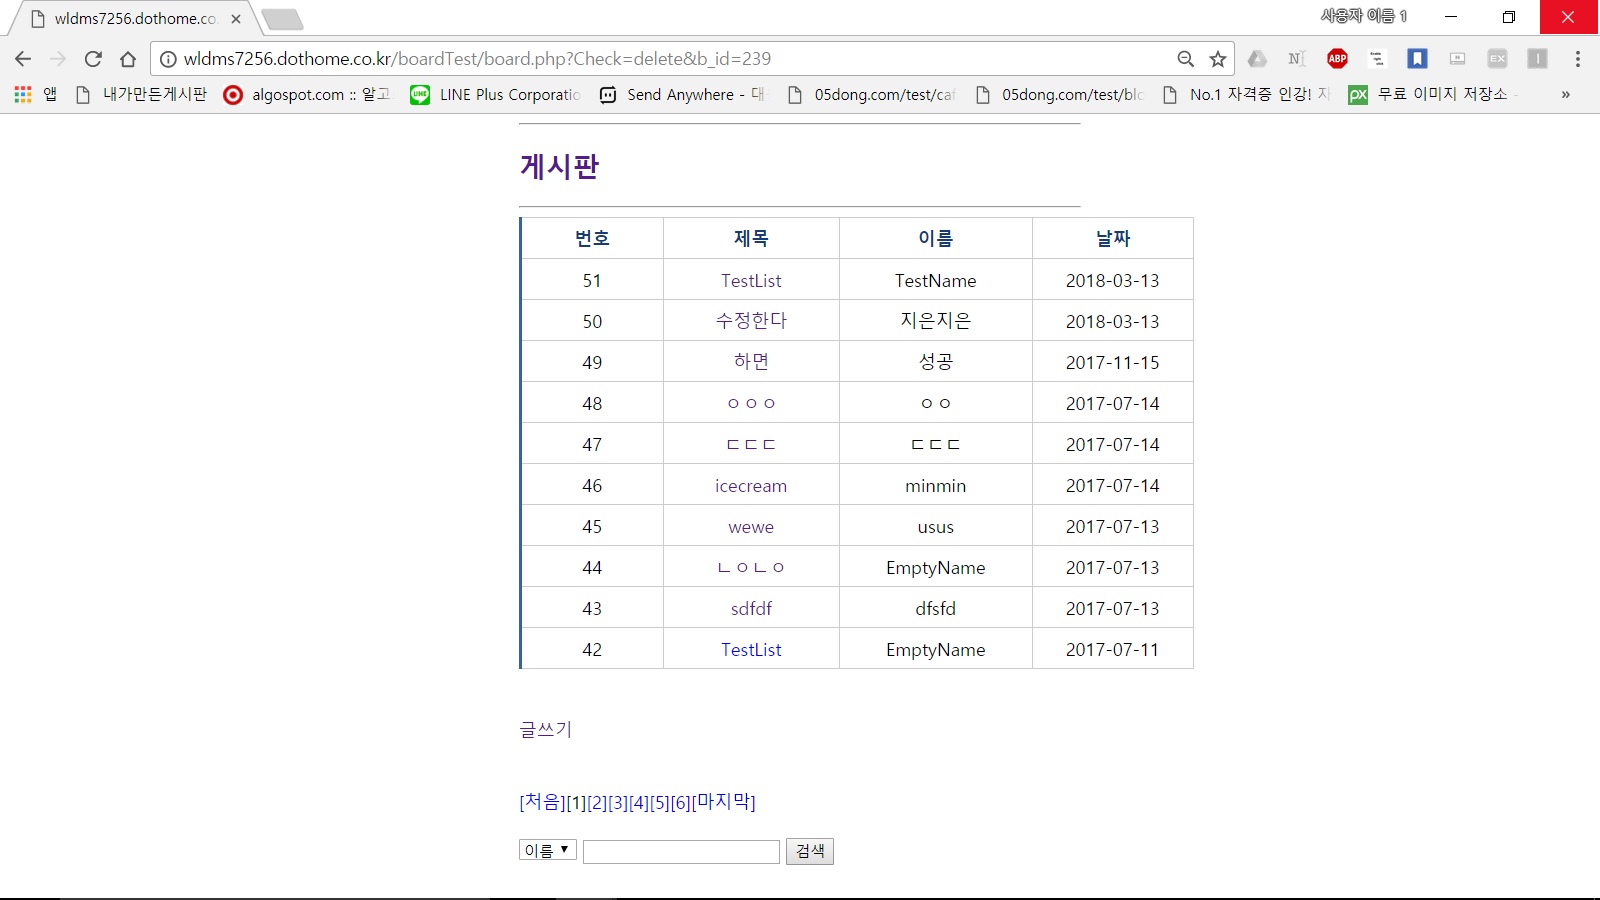 wldms7256.dothome.co.
사용자 이름 1
wldms7256.dothome.co.kr/boardTest/board.php?Check=delete&b_id=239
ABP EX
앱 내가만든게시판 algospot.com :: 알고 LINE LINE Plus Corporatio Send Anywhere - 대 05dong.com/test/caf 05dong.com/test/blo No.1 자격증 인강! px 무료 이미지 저장소 - »
게시판
번호 제목 이름 날짜
51 TestList TestName 2018-03-13
50 수정한다 지은지은 2018-03-13
49 하면 성공 2017-11-15
48 ㅇㅇㅇ ㅇㅇ 2017-07-14
47 ㄷㄷㄷ ㄷㄷㄷ 2017-07-14
46 icecream minmin 2017-07-14
45 wewe usus 2017-07-13
44 ㄴㅇㄴㅇ EmptyName 2017-07-13
43 sdfdf dfsfd 2017-07-13
42 TestList EmptyName 2017-07-11
글쓰기
[처음][1][2][3][4][5][6][마지막]
이름 ▼ 검색